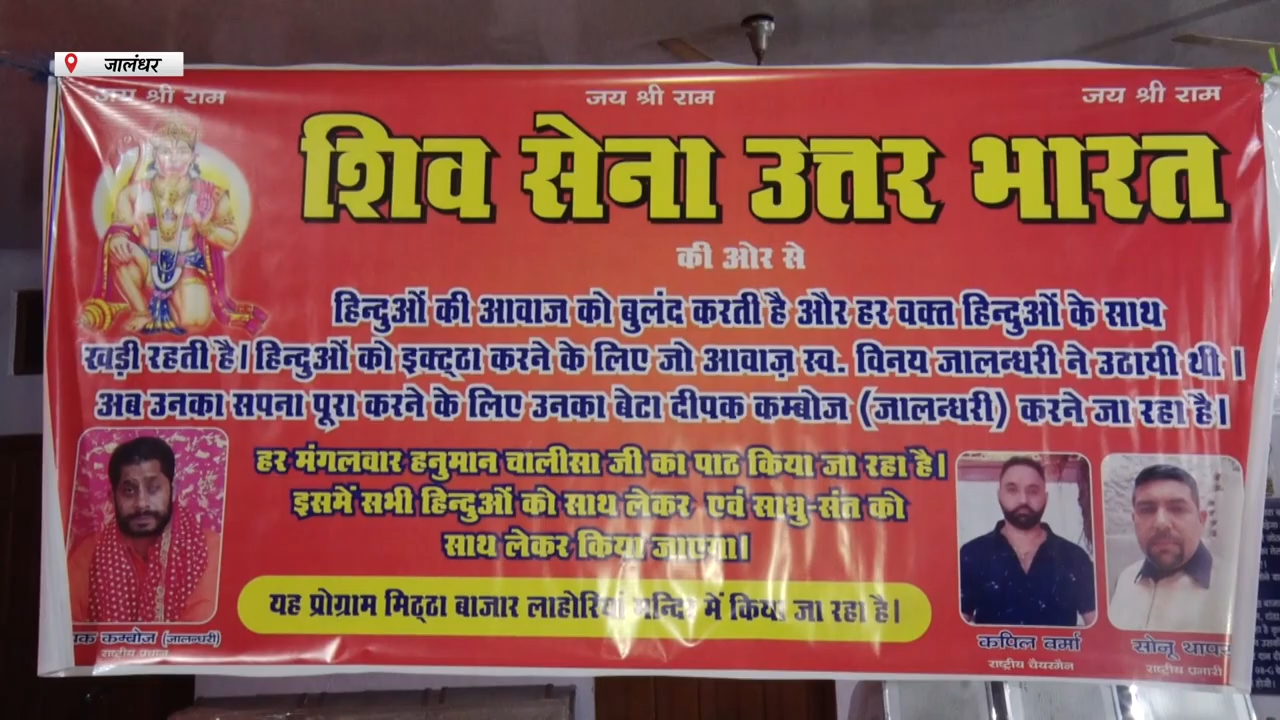 जालंधर
जय श्री राम जय श्री राम जय श्री राम
शिव सेना उत्तर भारत
की ओर से
हिन्दुओं की आवाज को बुलंद करती है और हर वक्त हिन्दुओं के साथ
खड़ी रहती है। हिन्दुओं को इक्ट्ठा करने के लिए जो आवाज़ स्व. विनय जालन्धरी ने उठायी थी ।
अब उनका सपना पूरा करने के लिए उनका बेटा दीपक कम्बोज (जालन्धरी) करने जा रहा है।
हर मंगलवार हनुमान चालीसा जी का पाठ किया जा रहा है।
इसमें सभी हिन्दुओं को साथ लेकर एवं साधु-संत को
साथ लेकर किया जाएगा।
यह प्रोग्राम मिठ्ठा बाजार लाहोरियां मन्दिर में किया जा रहा है।
कम्बोज (जालन्धरी)
राष्ट्रीय प्रधान
कपिल वर्मा
राष्ट्रीय चेयरमैन
सोनू थापर
राष्ट्रीय प्रभारी